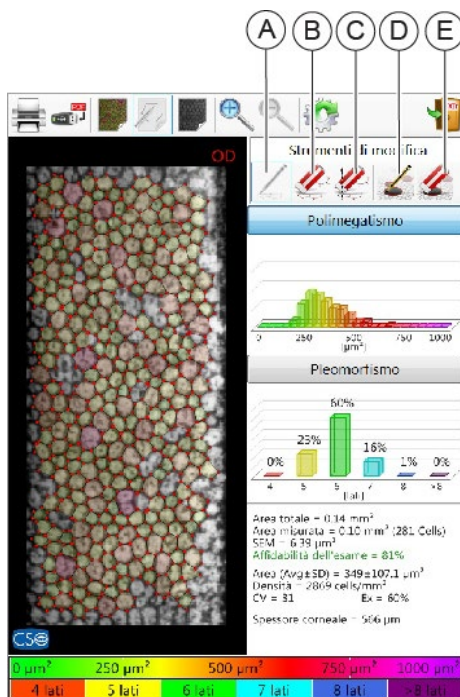 A B C D E
PDF
OD
Strumenti di modifica
Polimegatismo
0 250 500 750 1000
[µm²]
Pleomorfismo
0% 25% 60% 16% 1% 0%
4 5 6 7 8 >8
[lati]
Area totale = 0.14 mm²
Area misurata = 0.10 mm² (281 Cells)
SEM = 6.39 µm²
Affidabilità dell'esame = 81%
Area (Avg±SD) = 349±107.1 µm²
Densità = 2869 cells/mm²
CV = 31 Ex = 60%
Spessore corneale = 566 µm
CSO
0 µm² 250 µm² 500 µm² 750 µm² 1000 µm²
4 lati 5 lati 6 lati 7 lati 8 lati >8 lati